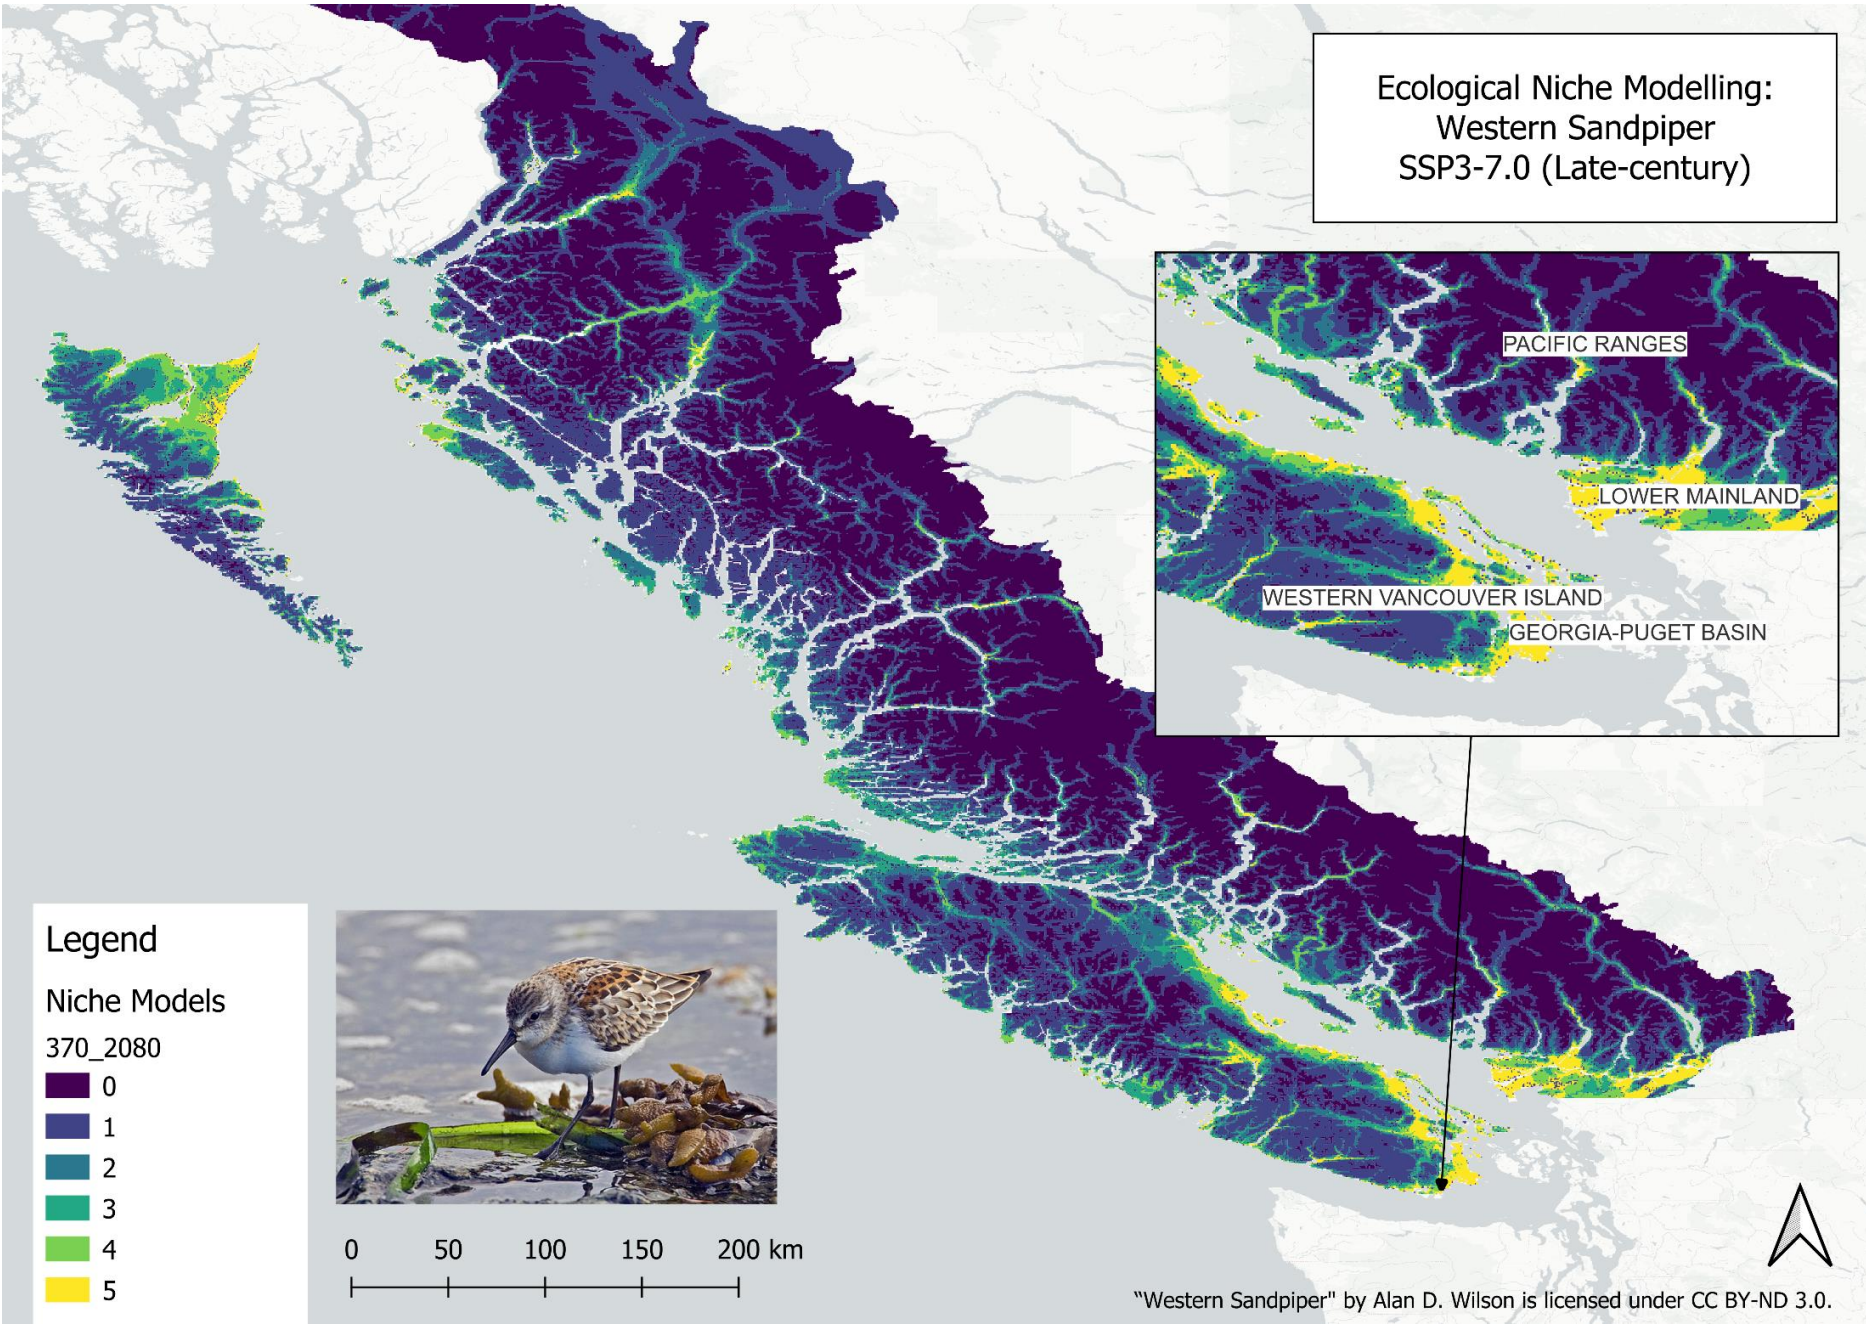 Ecological Niche Modelling:
Western Sandpiper
SSP3-7.0 (Late-century)
PACIFIC RANGES
LOWER MAINLAND
WESTERN VANCOUVER ISLAND
GEORGIA-PUGET BASIN
Legend
Niche Models
370_2080
0
1
2
3
4
5
0 50 100 150 200 km
“Western Sandpiper" by Alan D. Wilson is licensed under CC BY-ND 3.0.